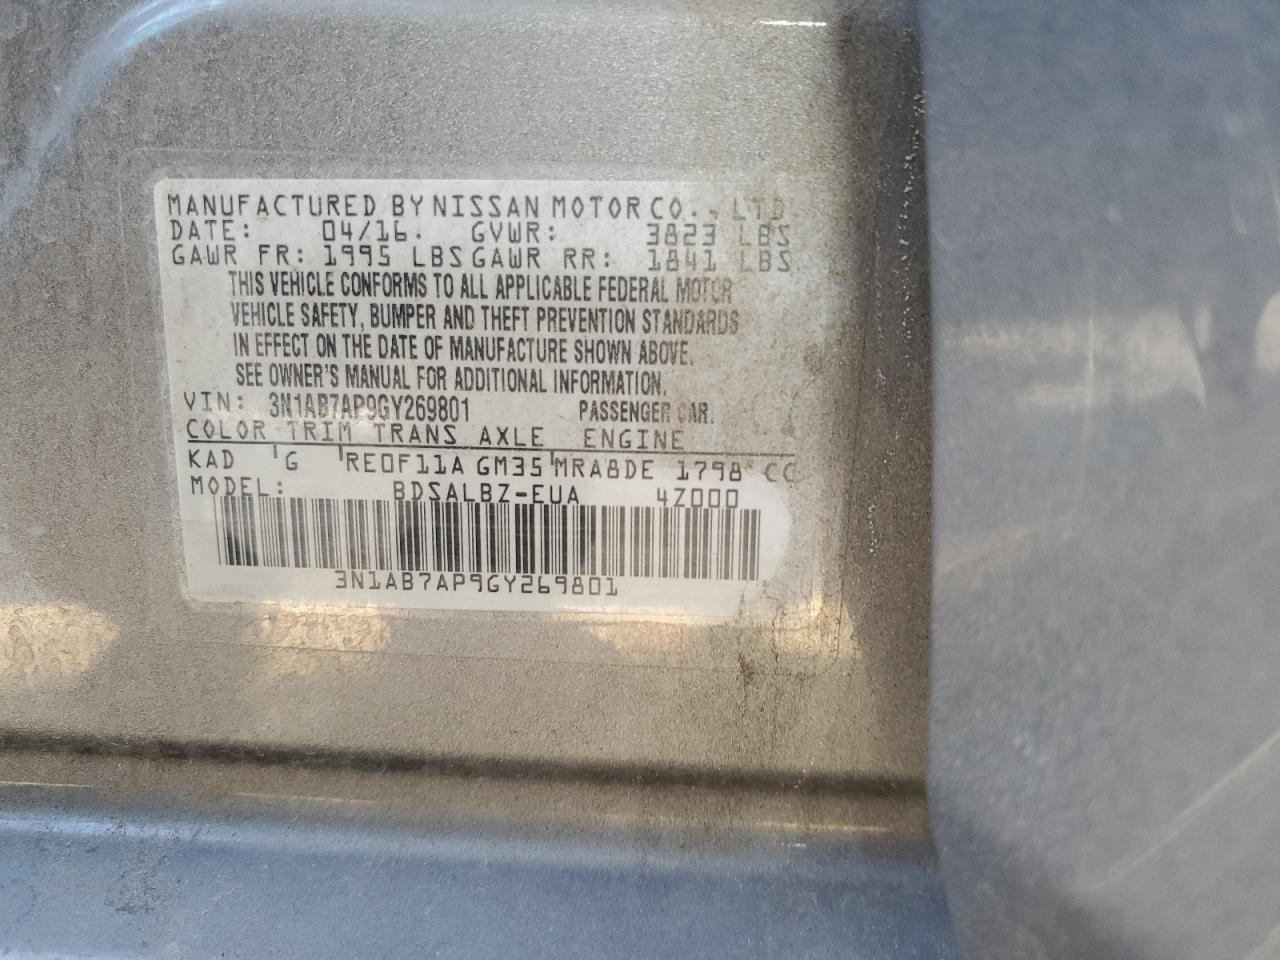 MANUFACTURED BY NISSAN MOTOR CO., LTD.
DATE: 04/16. GVWR: 3823 LBS
GAWR FR: 1995 LBS GAWR RR: 1841 LBS
THIS VEHICLE CONFORMS TO ALL APPLICABLE FEDERAL MOTOR
VEHICLE SAFETY, BUMPER AND THEFT PREVENTION STANDARDS
IN EFFECT ON THE DATE OF MANUFACTURE SHOWN ABOVE.
SEE OWNER'S MANUAL FOR ADDITIONAL INFORMATION.
VIN: 3N1AB7AP9GY269801 PASSENGER CAR.
COLOR TRIM TRANS AXLE ENGINE
KAD G RE0F11A GM35 MRA8DE 1798 CC
MODEL: BDSALBZ-EUA 4Z000
3N1AB7AP9GY269801